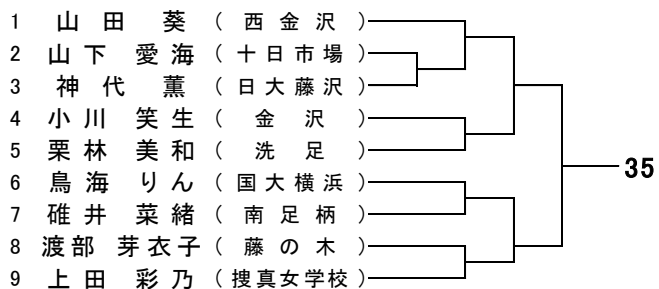 1 山田 葵 (西金沢)
2 山下 愛海 (十日市場)
3 神代 薫 (日大藤沢)
4 小川 笑生 (金沢)
5 栗林 美和 (洗足)
6 鳥海 りん (国大横浜)
7 碓井 菜緒 (南足柄)
8 渡部 芽衣子 (藤の木)
9 上田 彩乃 (捜真女学校)
35